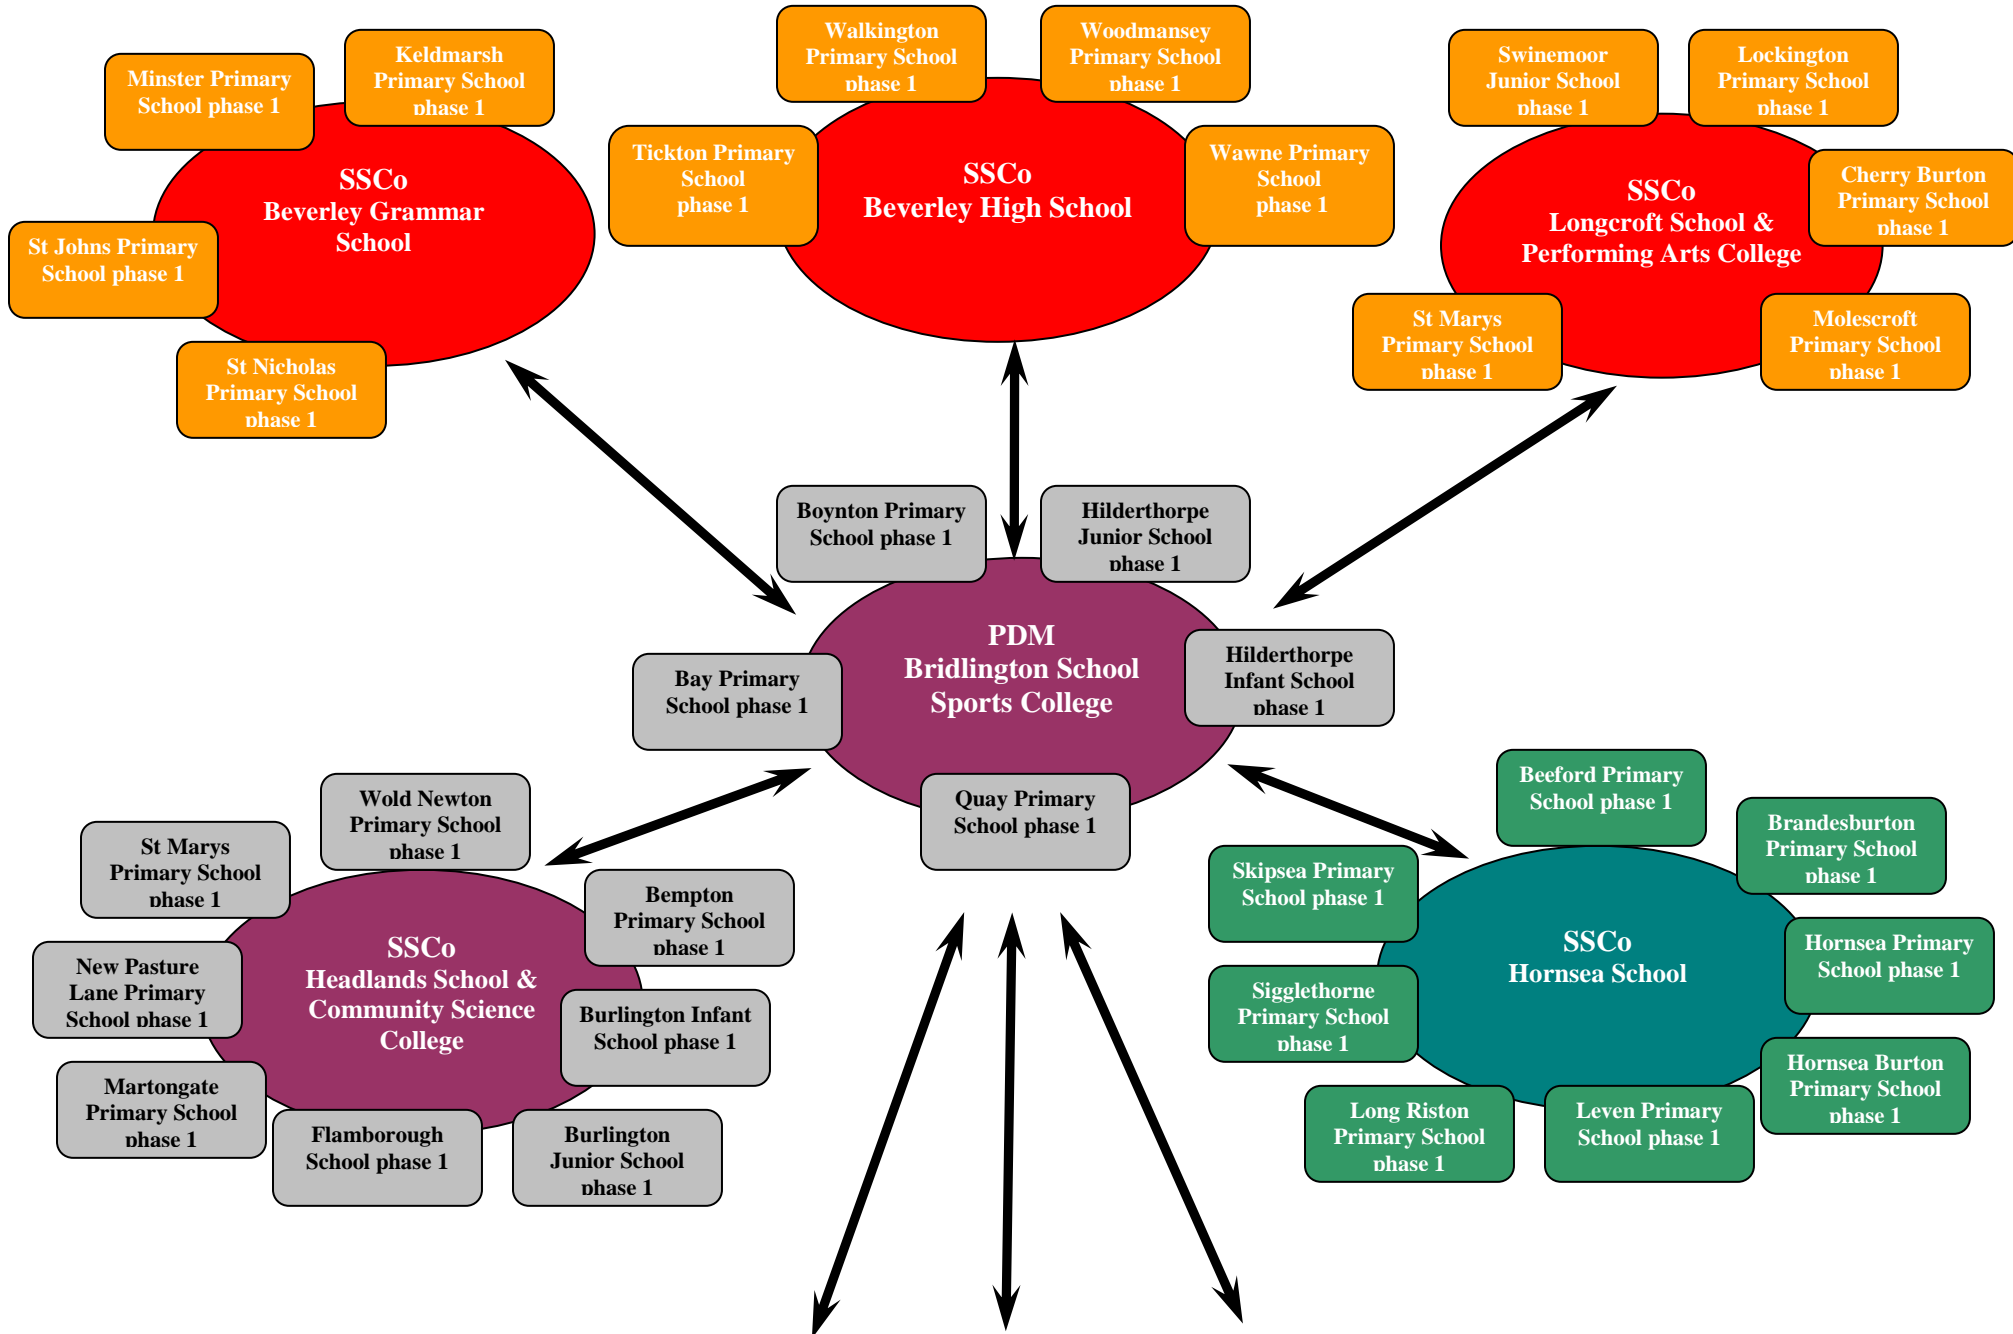 Minster Primary
School phase 1
Keldmarsh
Primary School
phase 1
SSCo
Beverley Grammar
School
St Johns Primary
School phase 1
St Nicholas
Primary School
phase 1
Walkington
Primary School
phase 1
Woodmansey
Primary School
phase 1
Tickton Primary
School
phase 1
SSCo
Beverley High School
Wawne Primary
School
phase 1
Swinemoor
Junior School
phase 1
Lockington
Primary School
phase 1
Cherry Burton
Primary School
phase 1
SSCo
Longcroft School &
Performing Arts College
St Marys
Primary School
phase 1
Molescroft
Primary School
phase 1
Boynton Primary
School phase 1
Hilderthorpe
Junior School
phase 1
PDM
Bridlington School
Sports College
Bay Primary
School phase 1
Hilderthorpe
Infant School
phase 1
Quay Primary
School phase 1
Wold Newton
Primary School
phase 1
St Marys
Primary School
phase 1
Bempton
Primary School
phase 1
New Pasture
Lane Primary
School phase 1
SSCo
Headlands School &
Community Science
College
Burlington Infant
School phase 1
Martongate
Primary School
phase 1
Flamborough
School phase 1
Burlington
Junior School
phase 1
Beeford Primary
School phase 1
Brandesburton
Primary School
phase 1
Skipsea Primary
School phase 1
SSCo
Hornsea School
Hornsea Primary
School phase 1
Sigglethorne
Primary School
phase 1
Hornsea Burton
Primary School
phase 1
Long Riston
Primary School
phase 1
Leven Primary
School phase 1